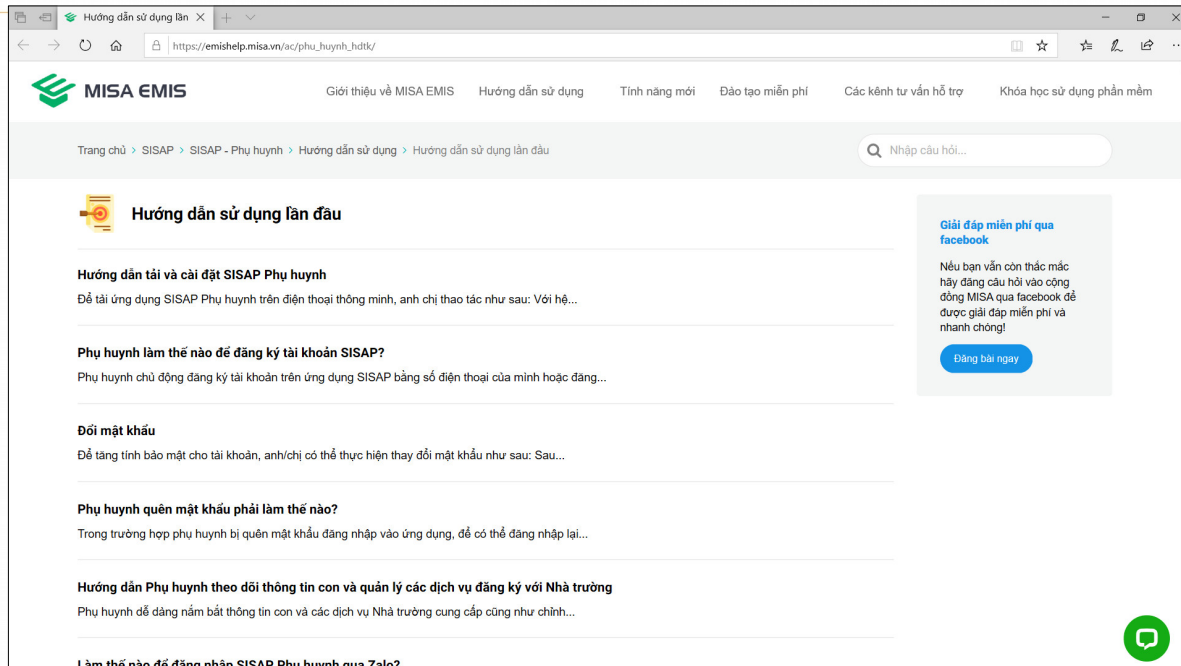 Hướng dẫn sử dụng lần
https://emishelp.misa.vn/ac/phu_huynh_hdtk/
MISA EMIS
Giới thiệu về MISA EMIS Hướng dẫn sử dụng Tính năng mới Đào tạo miễn phí Các kênh tư vấn hỗ trợ Khóa học sử dụng phần mềm
Trang chủ > SISAP > SISAP - Phụ huynh > Hướng dẫn sử dụng > Hướng dẫn sử dụng lần đầu
Nhập câu hỏi...
Hướng dẫn sử dụng lần đầu
Hướng dẫn tải và cài đặt SISAP Phụ huynh
Để tải ứng dụng SISAP Phụ huynh trên điện thoại thông minh, anh chị thao tác như sau: Với hệ...
Phụ huynh làm thế nào để đăng ký tài khoản SISAP?
Phụ huynh chủ động đăng ký tài khoản trên ứng dụng SISAP bằng số điện thoại của mình hoặc đăng...
Đổi mật khẩu
Để tăng tính bảo mật cho tài khoản, anh/chị có thể thực hiện thay đổi mật khẩu như sau: Sau...
Phụ huynh quên mật khẩu phải làm thế nào?
Trong trường hợp phụ huynh bị quên mật khẩu đăng nhập vào ứng dụng, để có thể đăng nhập lại...
Hướng dẫn Phụ huynh theo dõi thông tin con và quản lý các dịch vụ đăng ký với Nhà trường
Phụ huynh dễ dàng nắm bắt thông tin con và các dịch vụ Nhà trường cung cấp cũng như chỉnh...
Làm thế nào để đăng nhập SISAP Phụ huynh qua Zalo?
Giải đáp miễn phí qua
facebook
Nếu bạn vẫn còn thắc mắc
hãy đăng câu hỏi vào cộng
đồng MISA qua facebook để
được giải đáp miễn phí và
nhanh chóng!
Đăng bài ngay